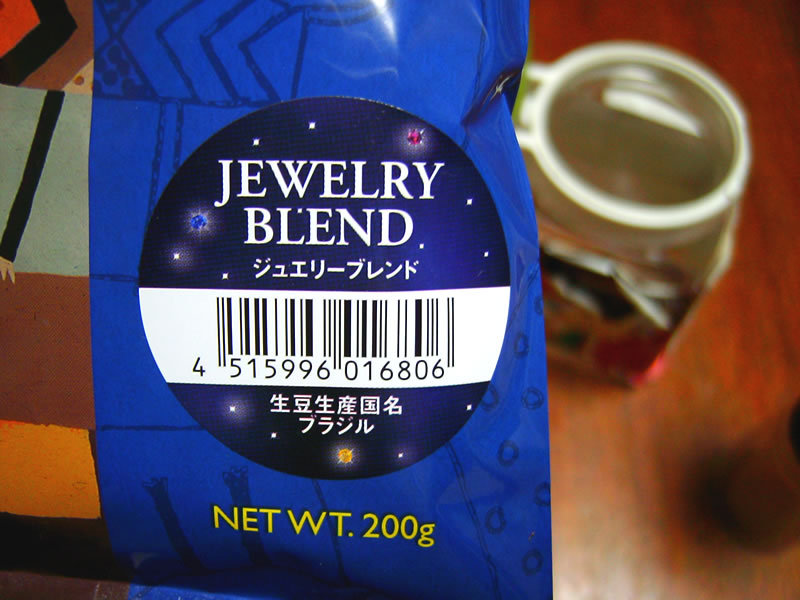 JEWELRY
BLEND
ジュエリーブレンド
4 515996 016806
生豆生産国名
ブラジル
NET WT. 200g